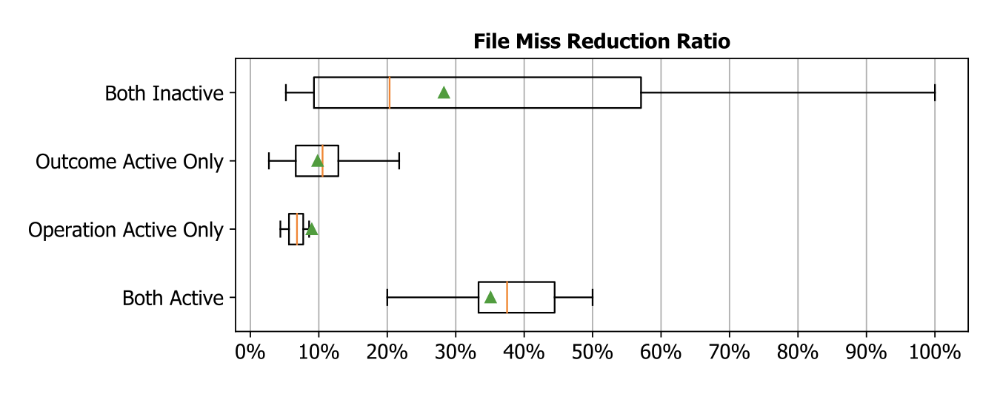 File Miss Reduction Ratio
Both Inactive
Outcome Active Only
Operation Active Only
Both Active
0% 10% 20% 30% 40% 50% 60% 70% 80% 90% 100%